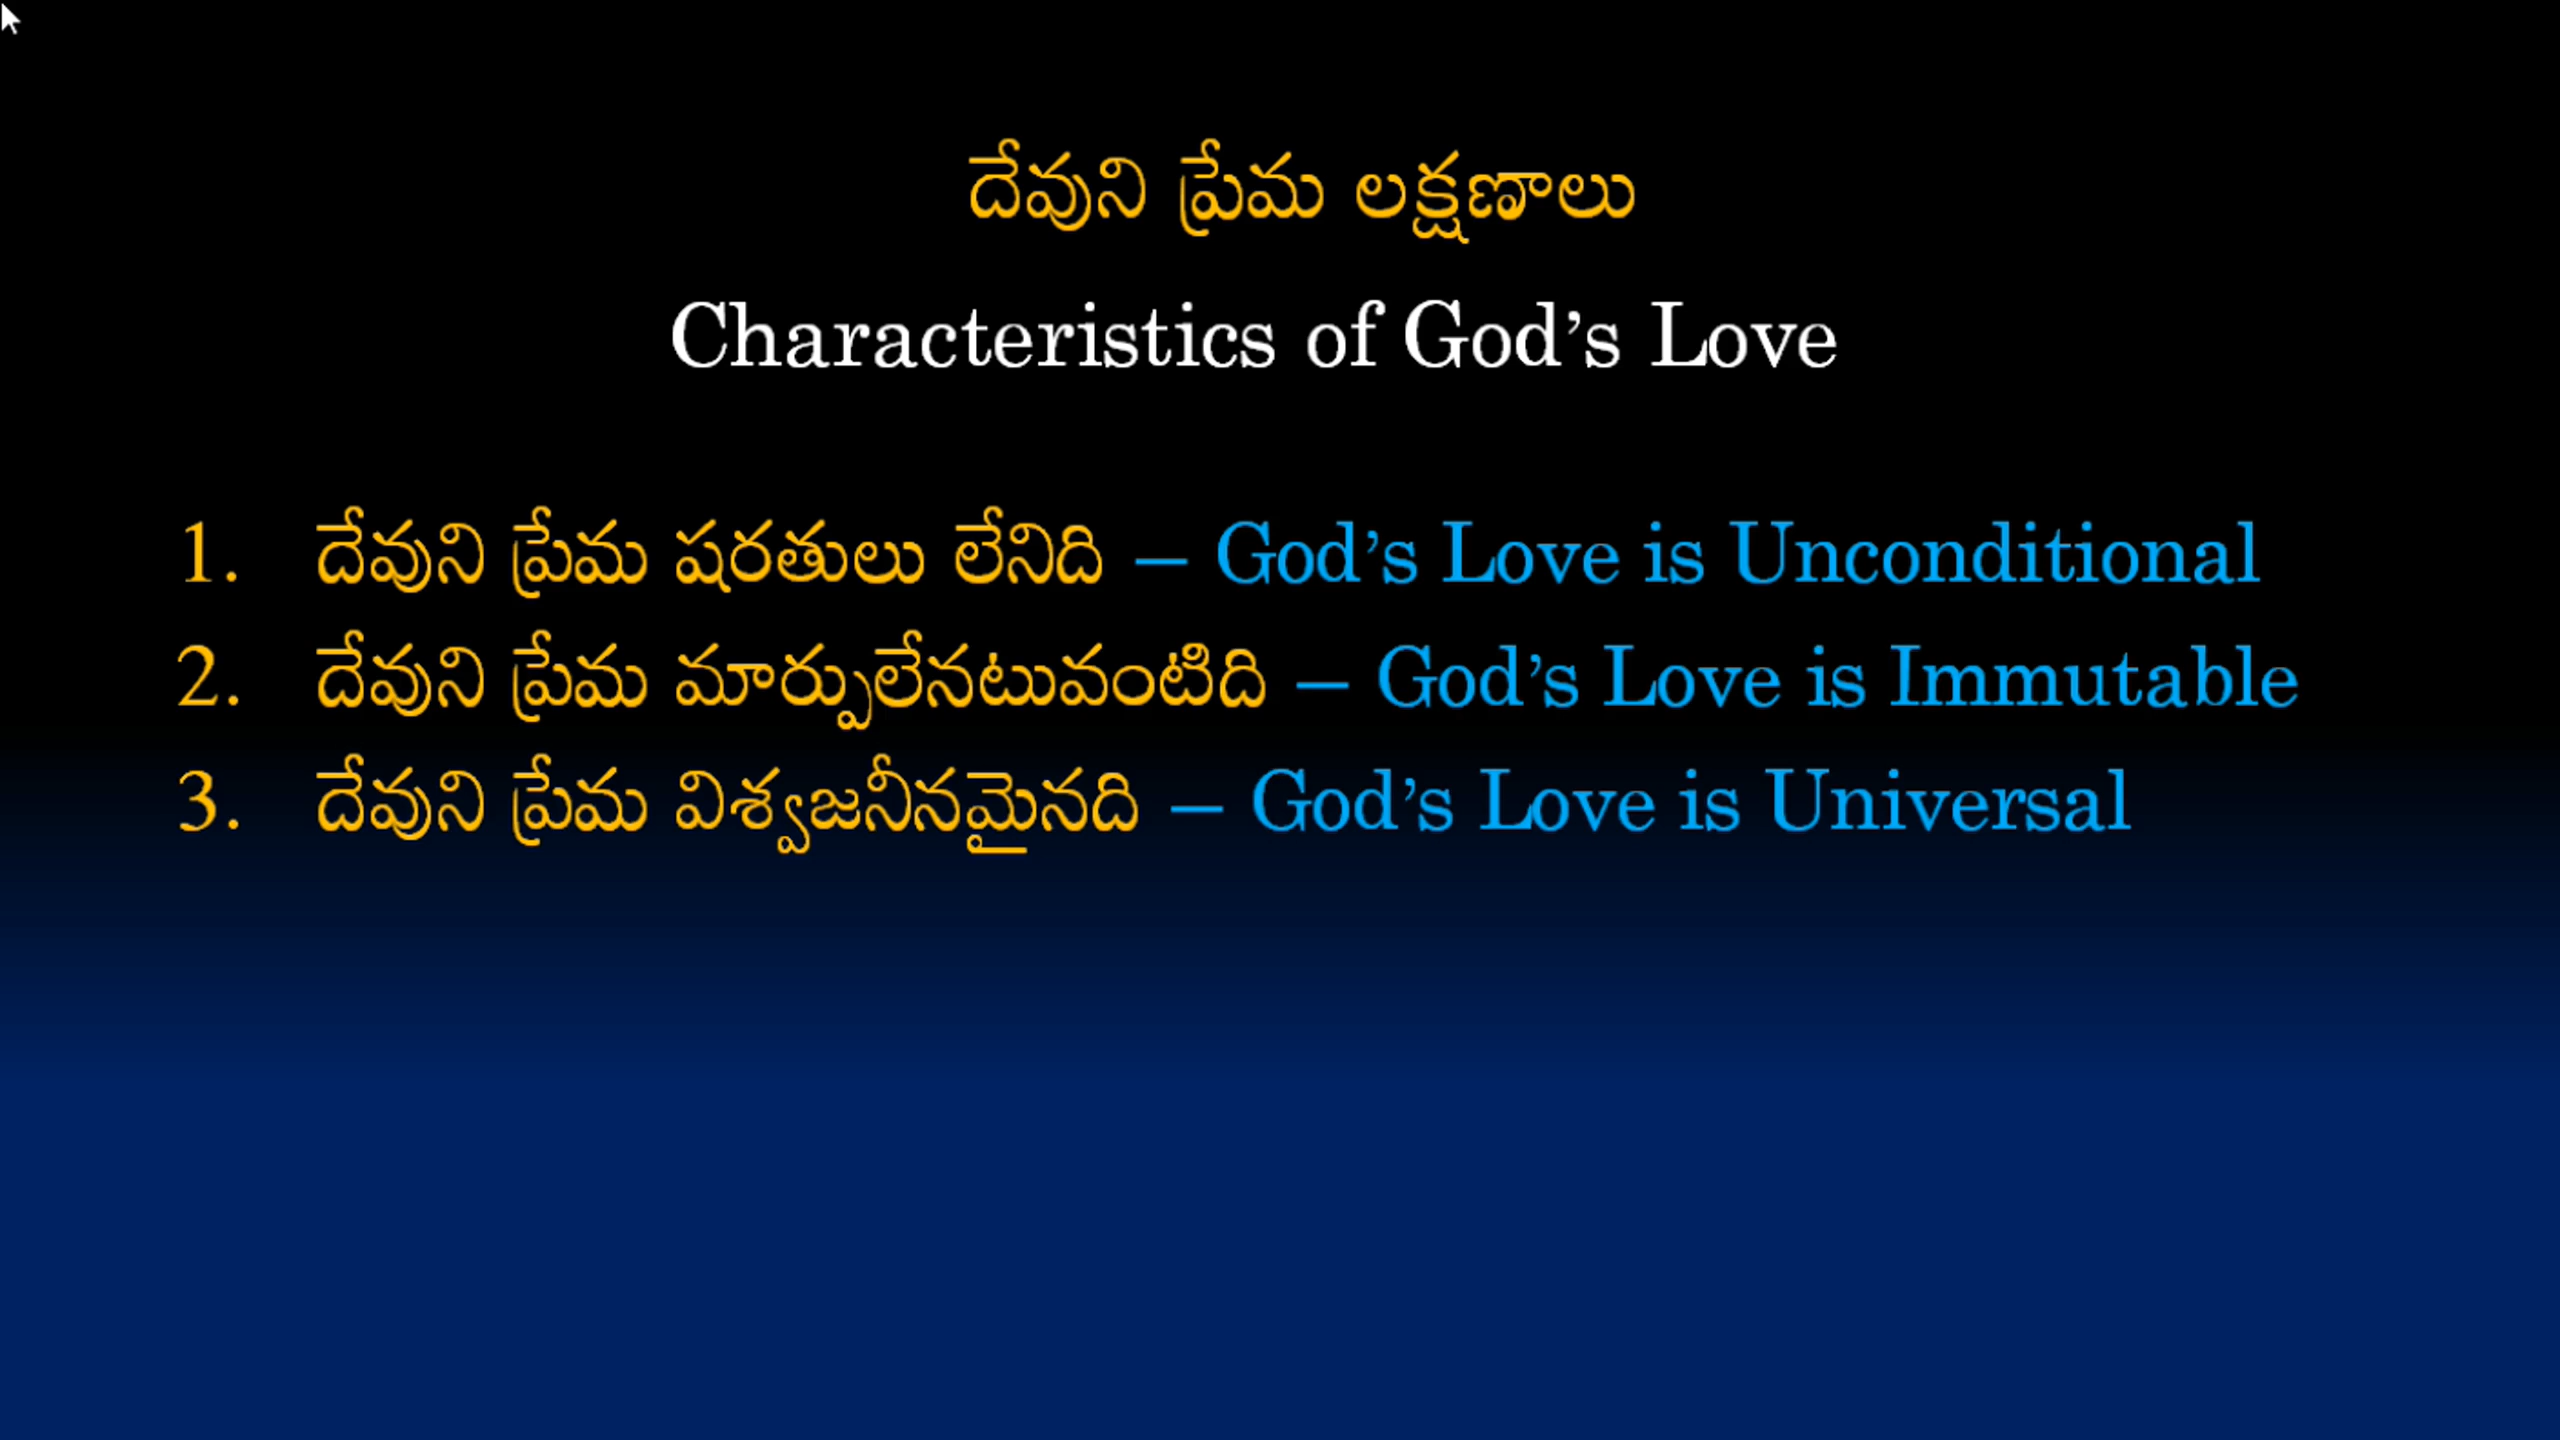 దేవుని ప్రేమ లక్షణాలు
Characteristics of God’s Love
1. దేవుని ప్రేమ షరతులు లేనిది – God’s Love is Unconditional
2. దేవుని ప్రేమ మార్పులేనటువంటిది – God’s Love is Immutable
3. దేవుని ప్రేమ విశ్వజనీనమైనది – God’s Love is Universal